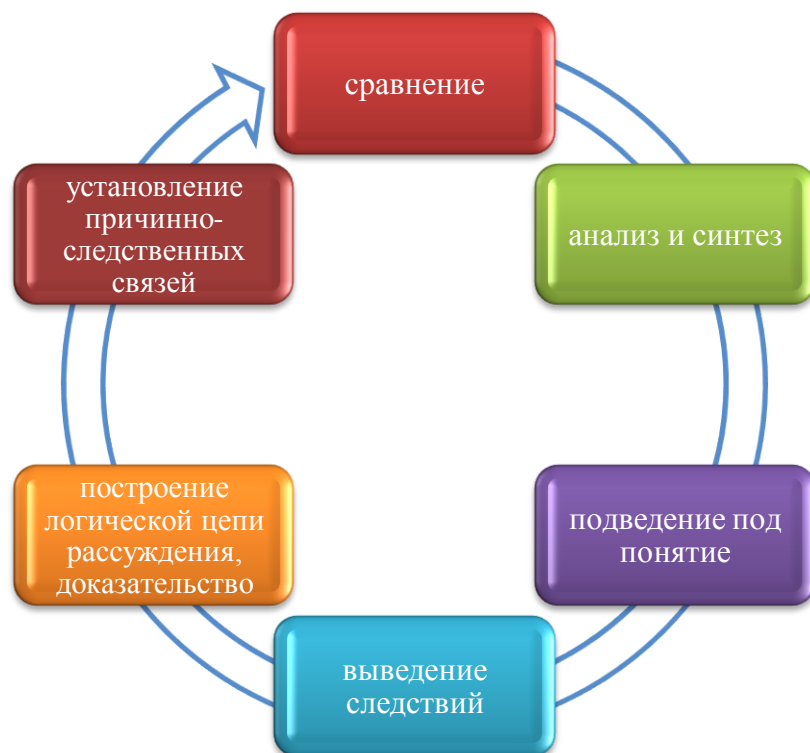 сравнение
анализ и синтез
подведение под
понятие
выведение
следствий
построение
логической цепи
рассуждения,
доказательство
установление
причинно-
следственных
связей